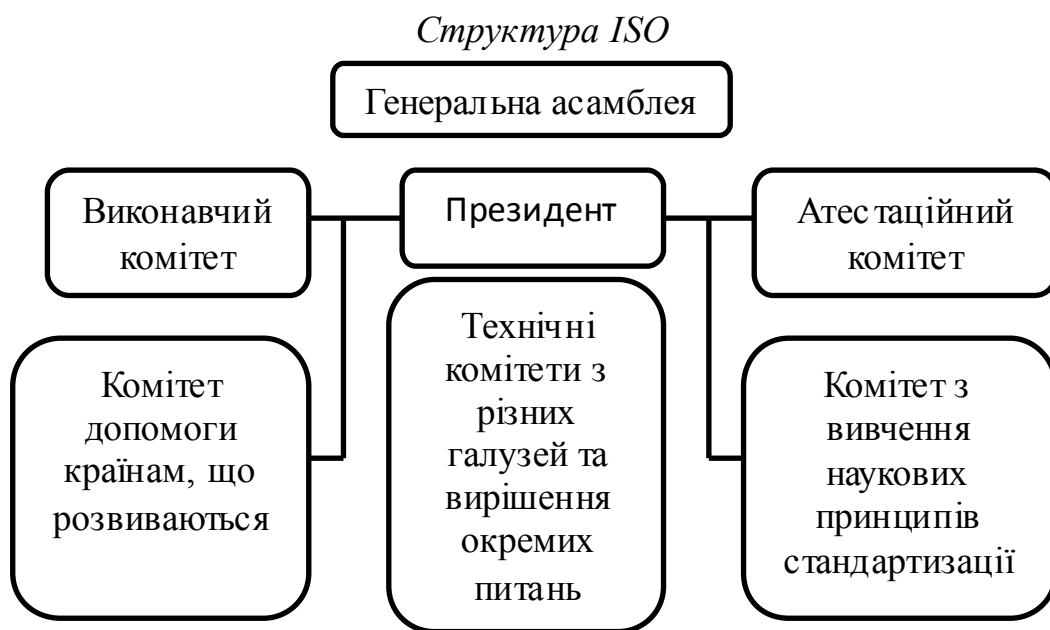 Структура ISO
Генеральна асамблея
Виконавчий
комітет
Президент
Атестаційний
комітет
Комітет
допомоги
країнам, що
розвиваються
Технічні
комітети з
різних
галузей та
вирішення
окремих
питань
Комітет з
вивчення
наукових
принципів
стандартизації